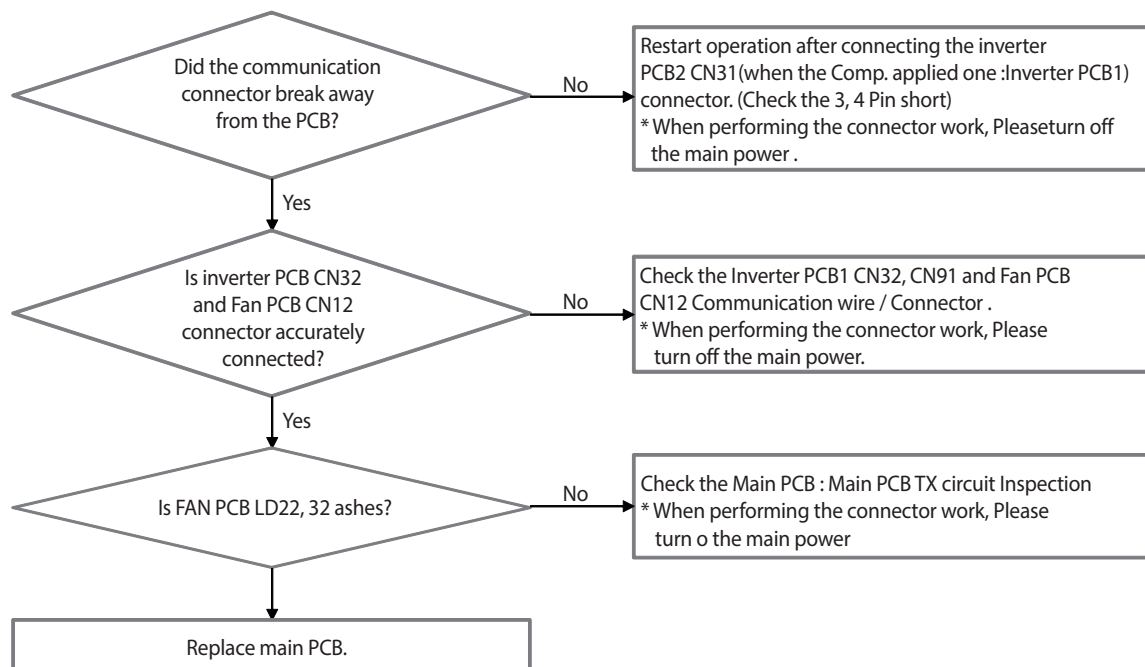 Did the communication
connector break away
from the PCB?
No
Restart operation after connecting the inverter
PCB2 CN31(when the Comp. applied one :Inverter PCB1)
connector. (Check the 3, 4 Pin short)
* When performing the connector work, Pleaseturn off
the main power .
Yes
Is inverter PCB CN32
and Fan PCB CN12
connector accurately
connected?
No
Check the Inverter PCB1 CN32, CN91 and Fan PCB
CN12 Communication wire / Connector .
* When performing the connector work, Please
turn off the main power.
Yes
Is FAN PCB LD22, 32 ashes?
No
Check the Main PCB : Main PCB TX circuit Inspection
* When performing the connector work, Please
turn o the main power
Replace main PCB.